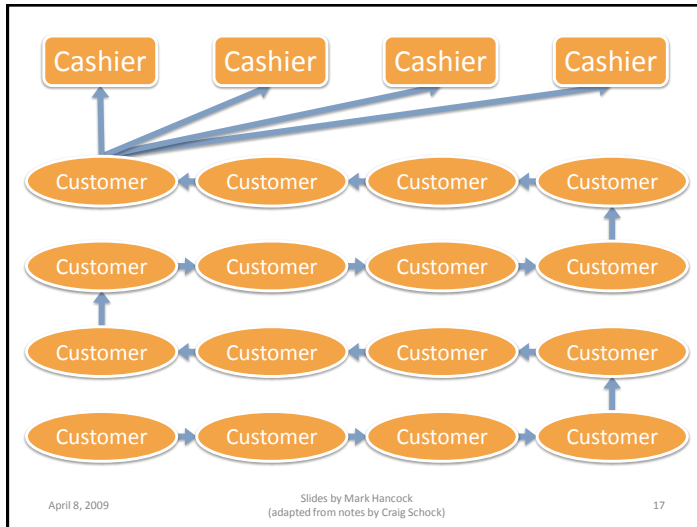 Cashier Cashier Cashier Cashier
Customer Customer Customer Customer
Customer Customer Customer Customer
Customer Customer Customer Customer
Customer Customer Customer Customer
April 8, 2009
Slides by Mark Hancock
(adapted from notes by Craig Schock)
17